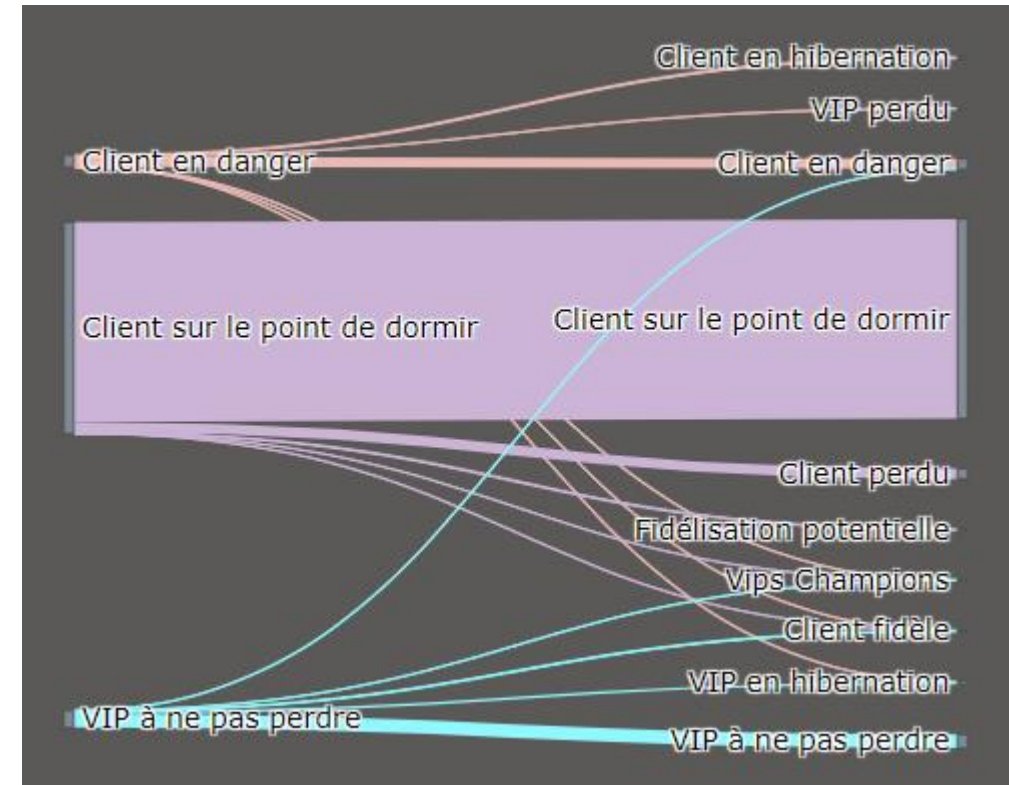 Client en hibernation
VIP perdu
Client en danger
Client en danger
Client sur le point de dormir
Client sur le point de dormir
Client perdu
Fidélisation potentielle
Vips Champions
Client fidèle
VIP en hibernation
VIP à ne pas perdre
VIP à ne pas perdre